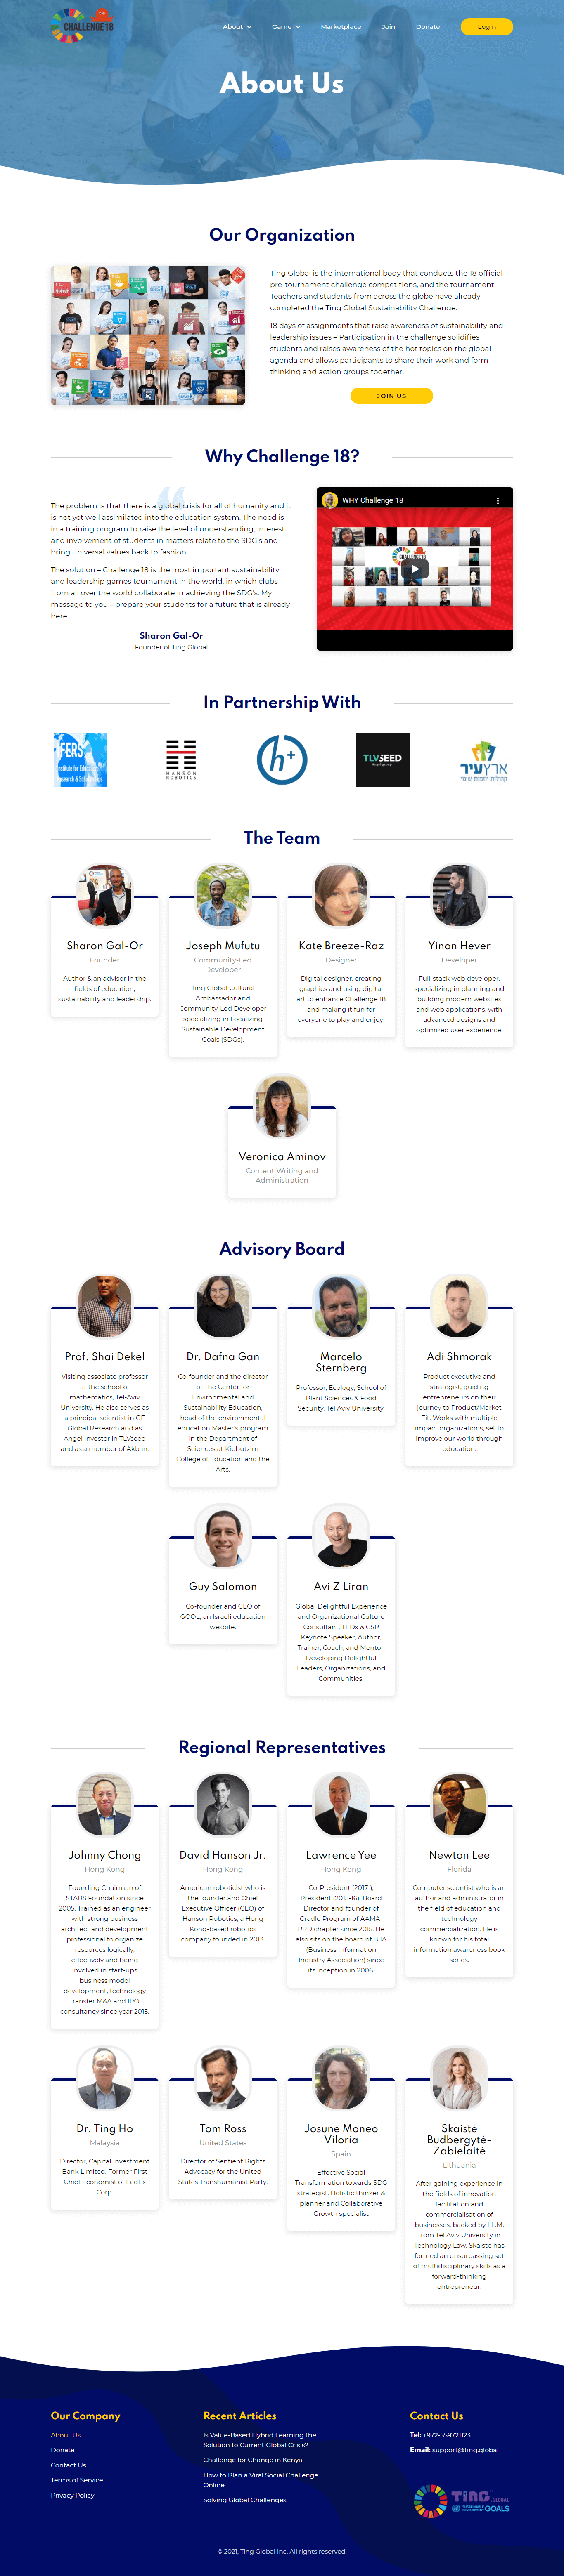 CHALLENGE18
About
Game
Marketplace
Join
Donate
Login
About Us
Our Organization
Ting Global is the international body that conducts the 18 official
pre-tournament challenge competitions, and the tournament.
Teachers and students from across the globe have already
completed the Ting Global Sustainability Challenge.
18 days of assignments that raise awareness of sustainability and
leadership issues – Participation in the challenge solidifies
students and raises awareness of the hot topics on the global
agenda and allows participants to share their work and form
thinking and action groups together.
JOIN US
Why Challenge 18?
The problem is that there is a global crisis for all of humanity and it
is not yet well assimilated into the education system. The need is
in a training program to raise the level of understanding, interest
and involvement of students in matters relate to the SDG's and
bring universal values back to fashion.
The solution – Challenge 18 is the most important sustainability
and leadership games tournament in the world, in which clubs
from all over the world collaborate in achieving the SDG's. My
message to you – prepare your students for a future that is already
here.
Sharon Gal-Or
Founder of Ting Global
WHY Challenge 18
In Partnership With
IFERS
Institute for Education
Research & Scholarships
HANSON
ROBOTICS
h+
TLVSEED
ארץעיר
קהילות יוזמות שינוי
The Team
Sharon Gal-Or
Founder
Author & an advisor in the
fields of education,
sustainability and leadership.
Joseph Mufutu
Community-Led
Developer
Ting Global Cultural
Ambassador and
Community-Led Developer
specializing in Localizing
Sustainable Development
Goals (SDGs).
Kate Breeze-Raz
Designer
Digital designer, creating
graphics and using digital
art to enhance Challenge 18
and making it fun for
everyone to play and enjoy!
Yinon Hever
Developer
Full-stack web developer,
specializing in planning and
building modern websites
and web applications, with
advanced designs and
optimized user experience.
Veronica Aminov
Content Writing and
Administration
Advisory Board
Prof. Shai Dekel
Visiting associate professor
at the school of
mathematics, Tel-Aviv
University. He also serves as
a principal scientist in GE
Global Research and as
Angel Investor in TLVseed
and as a member of Akban.
Dr. Dafna Gan
Co-founder and the director
of The Center for
Environmental and
Sustainability Education,
head of the environmental
education Master's program
in the Department of
Sciences at Kibbutzim
College of Education and the
Arts.
Marcelo
Sternberg
Professor, Ecology, School of
Plant Sciences & Food
Security, Tel Aviv University.
Adi Shmorak
Product executive and
strategist, guiding
entrepreneurs on their
journey to Product/Market
Fit. Works with multiple
impact organizations, set to
improve our world through
education.
Guy Salomon
Co-founder and CEO of
GOOL, an Israeli education
wesbite.
Avi Z Liran
Global Delightful Experience
and Organizational Culture
Consultant, TEDx & CSP
Keynote Speaker, Author,
Trainer, Coach, and Mentor.
Developing Delightful
Leaders, Organizations, and
Communities.
Regional Representatives
Johnny Chong
Hong Kong
Founding Chairman of
STARS Foundation since
2005. Trained as an engineer
with strong business
architect and development
professional to organize
resources logically,
effectively and being
involved in start-ups
business model
development, technology
transfer M&A and IPO
consultancy since year 2015.
David Hanson Jr.
Hong Kong
American roboticist who is
the founder and Chief
Executive Officer (CEO) of
Hanson Robotics, a Hong
Kong-based robotics
company founded in 2013.
Lawrence Yee
Hong Kong
Co-President (2017-),
President (2015-16), Board
Director and founder of
Cradle Program of AAMA-
PRD chapter since 2015. He
also sits on the board of BIIA
(Business Information
Industry Association) since
its inception in 2006.
Newton Lee
Florida
Computer scientist who is an
author and administrator in
the field of education and
technology
commercialization. He is
known for his total
information awareness book
series.
Dr. Ting Ho
Malaysia
Director, Capital Investment
Bank Limited. Former First
Chief Economist of FedEx
Corp.
Tom Ross
United States
Director of Sentient Rights
Advocacy for the United
States Transhumanist Party.
Josune Moneo
Viloria
Spain
Effective Social
Transformation towards SDG
strategist. Holistic thinker &
planner and Collaborative
Growth specialist
Skaistė
Budbergytė-
Zabielaitė
Lithuania
After gaining experience in
the fields of innovation
facilitation and
commercialisation of
businesses, backed by LL.M.
from Tel Aviv University in
Technology Law, Skaistė has
formed an unsurpassing set
of multidisciplinary skills as a
forward-thinking
entrepreneur.
Our Company
About Us
Donate
Contact Us
Terms of Service
Privacy Policy
Recent Articles
Is Value-Based Hybrid Learning the
Solution to Current Global Crisis?
Challenge for Change in Kenya
How to Plan a Viral Social Challenge
Online
Solving Global Challenges
Contact Us
Tel: +972-559721123
Email: support@ting.global
TING.GLOBAL
SUSTAINABLE
DEVELOPMENT GOALS
© 2021, Ting Global Inc. All rights reserved.